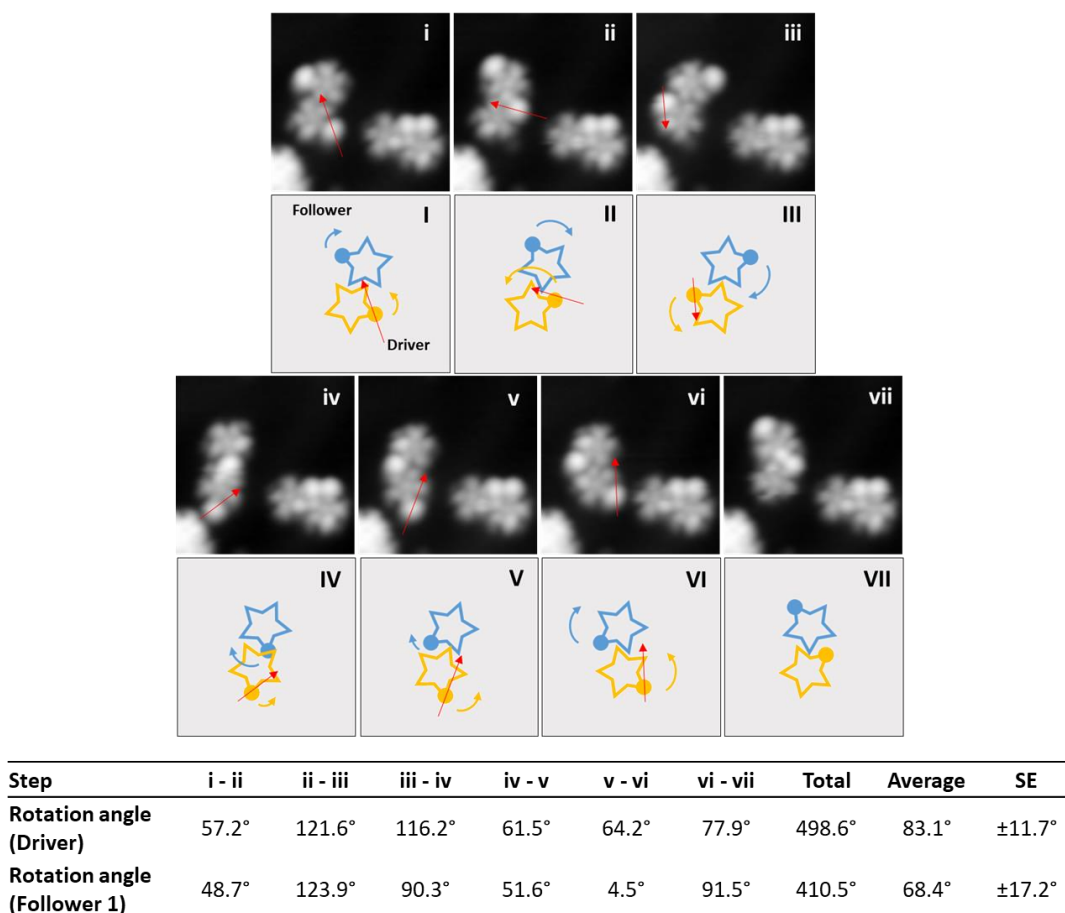 i ii iii
Follower I II III
Driver
iv v vi vii
IV V VI VII
Step i - ii ii - iii iii - iv iv - v v - vi vi - vii Total Average SE
Rotation angle
(Driver) 57.2° 121.6° 116.2° 61.5° 64.2° 77.9° 498.6° 83.1° ±11.7°
Rotation angle
(Follower 1) 48.7° 123.9° 90.3° 51.6° 4.5° 91.5° 410.5° 68.4° ±17.2°